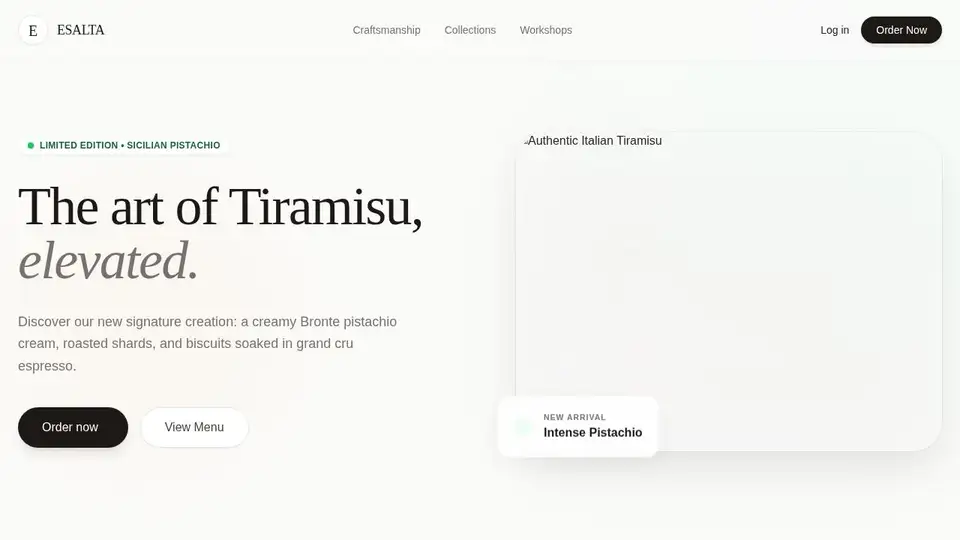 E ESALTA
Craftsmanship Collections Workshops
Log in Order Now
LIMITED EDITION • SICILIAN PISTACHIO
The art of Tiramisu,
elevated.
Discover our new signature creation: a creamy Bronte pistachio
cream, roasted shards, and biscuits soaked in grand cru
espresso.
Order now View Menu
Authentic Italian Tiramisu
NEW ARRIVAL
Intense Pistachio